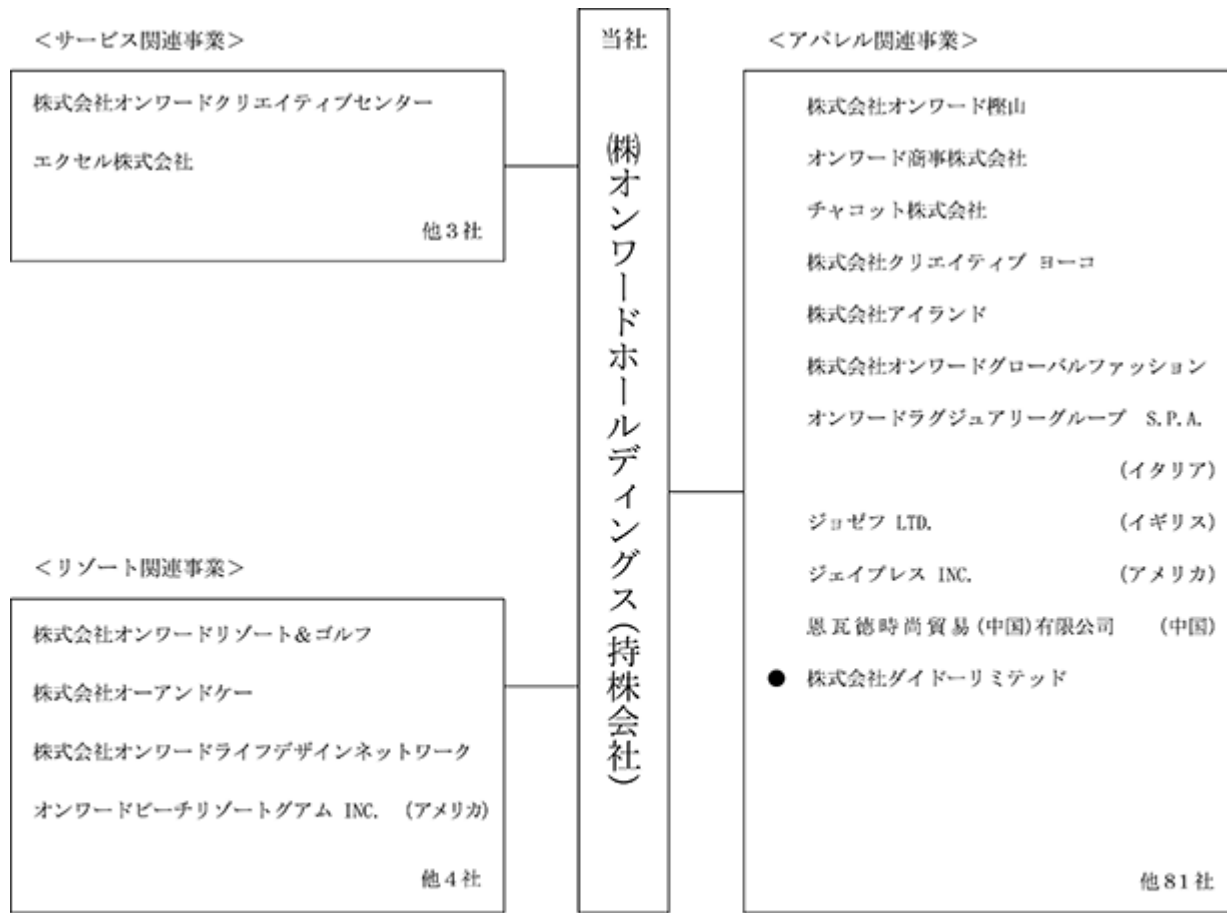 ＜サービス関連事業＞
株式会社オンワードクリエイティブセンター
エクセル株式会社
他３社
＜リゾート関連事業＞
株式会社オンワードリゾート＆ゴルフ
株式会社オーアンドケー
株式会社オンワードライフデザインネットワーク
オンワードビーチリゾートグアム INC. (アメリカ)
他４社
当社
㈱オンワードホールディングス(持株会社)
＜アパレル関連事業＞
株式会社オンワード樫山
オンワード商事株式会社
チャコット株式会社
株式会社クリエイティブ ヨーコ
株式会社アイランド
株式会社オンワードグローバルファッション
オンワードラグジュアリーグループ S.P.A.
(イタリア)
ジョゼフ LTD. (イギリス)
ジェイプレス INC. (アメリカ)
恩瓦徳時尚貿易(中国)有限公司 (中国)
● 株式会社ダイドーリミテッド
他81社